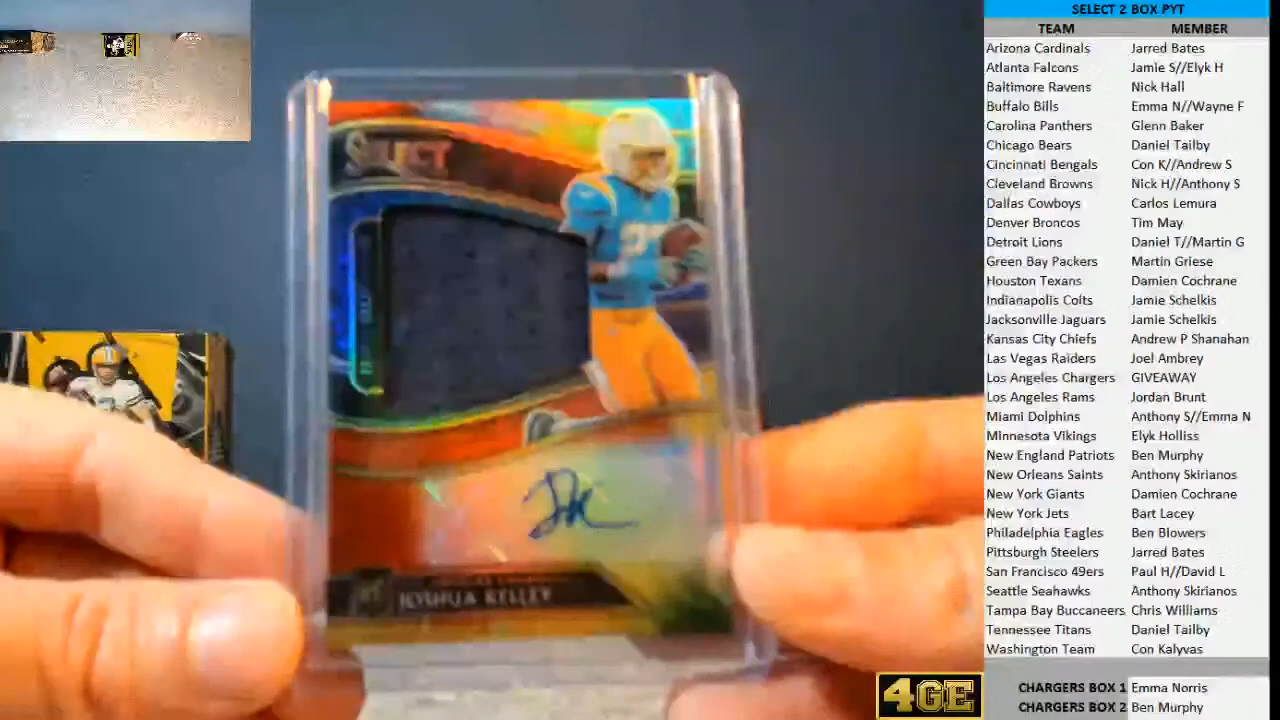 SELECT 2 BOX PYT
TEAM MEMBER
Arizona Cardinals Jarred Bates
Atlanta Falcons Jamie S//Elyk H
Baltimore Ravens Nick Hall
Buffalo Bills Emma N//Wayne F
Carolina Panthers Glenn Baker
Chicago Bears Daniel Tailby
Cincinnati Bengals Con K//Andrew S
Cleveland Browns Nick H//Anthony S
Dallas Cowboys Carlos Lemura
Denver Broncos Tim May
Detroit Lions Daniel T//Martin G
Green Bay Packers Martin Griese
Houston Texans Damien Cochrane
Indianapolis Colts Jamie Schelkis
Jacksonville Jaguars Jamie Schelkis
Kansas City Chiefs Andrew P Shanahan
Las Vegas Raiders Joel Ambrey
Los Angeles Chargers GIVEAWAY
Los Angeles Rams Jordan Brunt
Miami Dolphins Anthony S//Emma N
Minnesota Vikings Elyk Holliss
New England Patriots Ben Murphy
New Orleans Saints Anthony Skirianos
New York Giants Damien Cochrane
New York Jets Bart Lacey
Philadelphia Eagles Ben Blowers
Pittsburgh Steelers Jarred Bates
San Francisco 49ers Paul H//David L
Seattle Seahawks Anthony Skirianos
Tampa Bay Buccaneers Chris Williams
Tennessee Titans Daniel Tailby
Washington Team Con Kalyvas
CHARGERS BOX 1 Emma Norris
CHARGERS BOX 2 Ben Murphy
4GE
SELECT
27
JOSHUA KELLEY